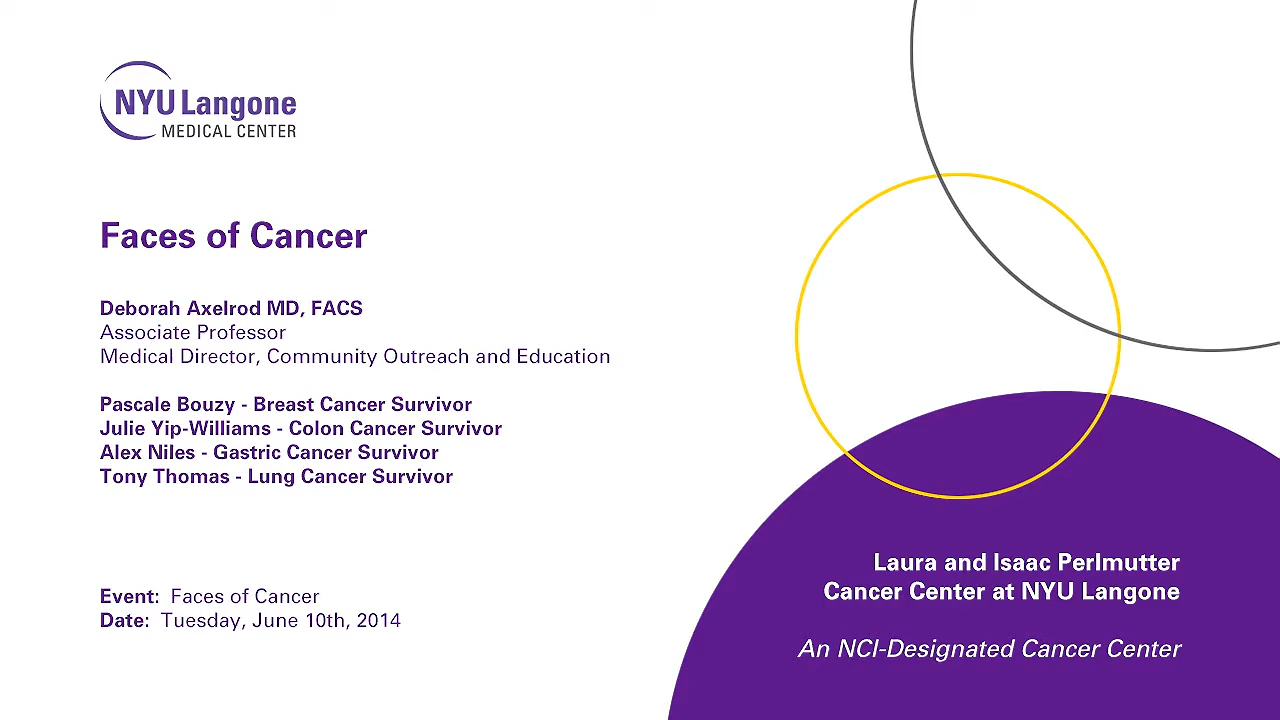 NYU Langone
MEDICAL CENTER
Faces of Cancer
Deborah Axelrod MD, FACS
Associate Professor
Medical Director, Community Outreach and Education
Pascale Bouzy - Breast Cancer Survivor
Julie Yip-Williams - Colon Cancer Survivor
Alex Niles - Gastric Cancer Survivor
Tony Thomas - Lung Cancer Survivor
Event: Faces of Cancer
Date: Tuesday, June 10th, 2014
Laura and Isaac Perlmutter
Cancer Center at NYU Langone
An NCI-Designated Cancer Center